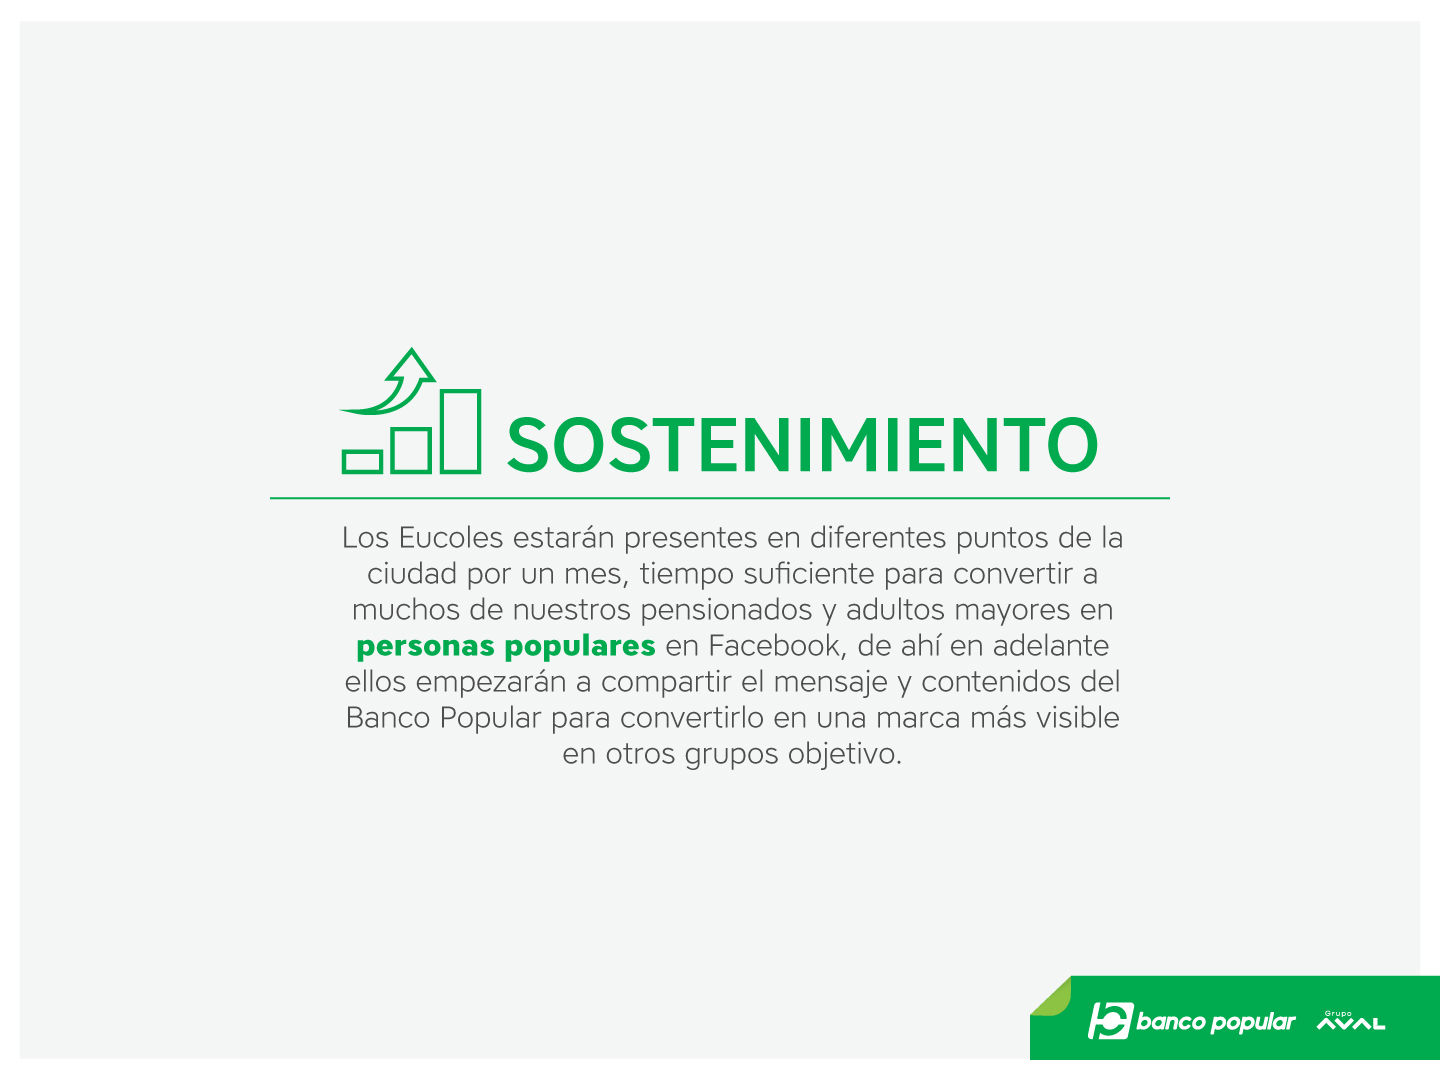 SOSTENIMIENTO
Los Eucoles estarán presentes en diferentes puntos de la
ciudad por un mes, tiempo suficiente para convertir a
muchos de nuestros pensionados y adultos mayores en
personas populares en Facebook, de ahí en adelante
ellos empezarán a compartir el mensaje y contenidos del
Banco Popular para convertirlo en una marca más visible
en otros grupos objetivo.
banco popular
Grupo
AVAL